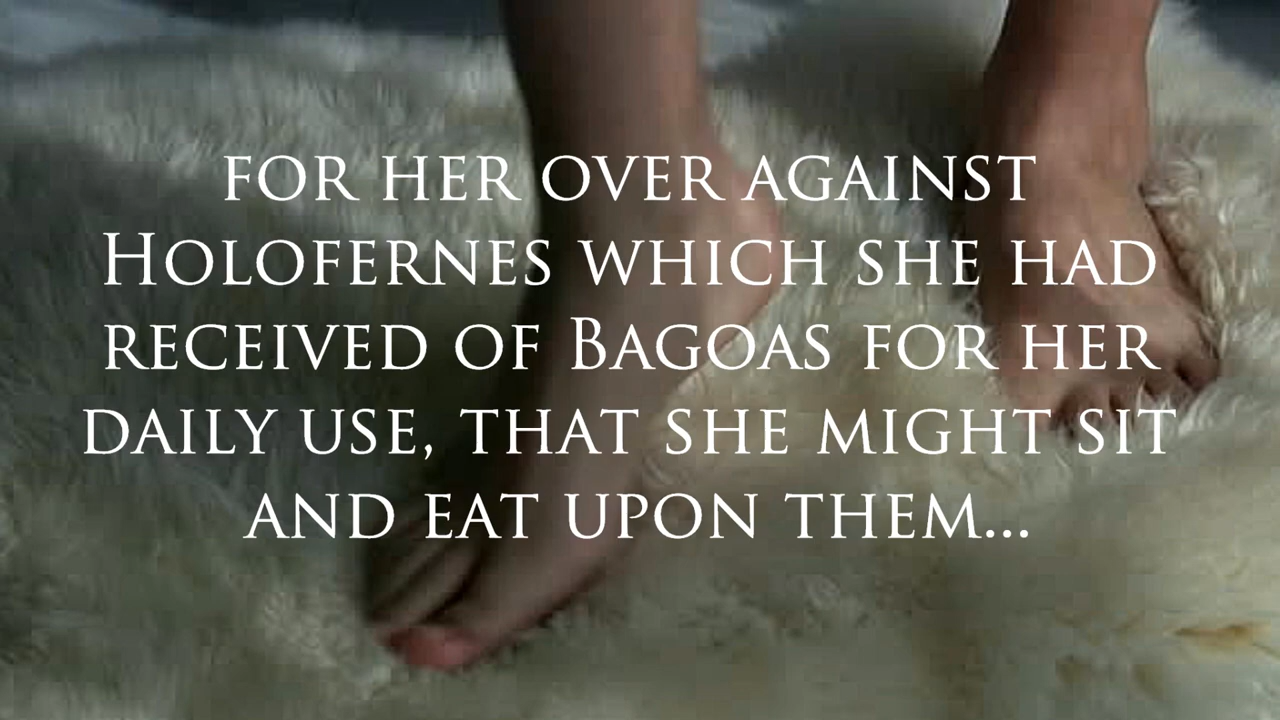 FOR HER OVER AGAINST
HOLOFERNES WHICH SHE HAD
RECEIVED OF BAGOAS FOR HER
DAILY USE, THAT SHE MIGHT SIT
AND EAT UPON THEM...